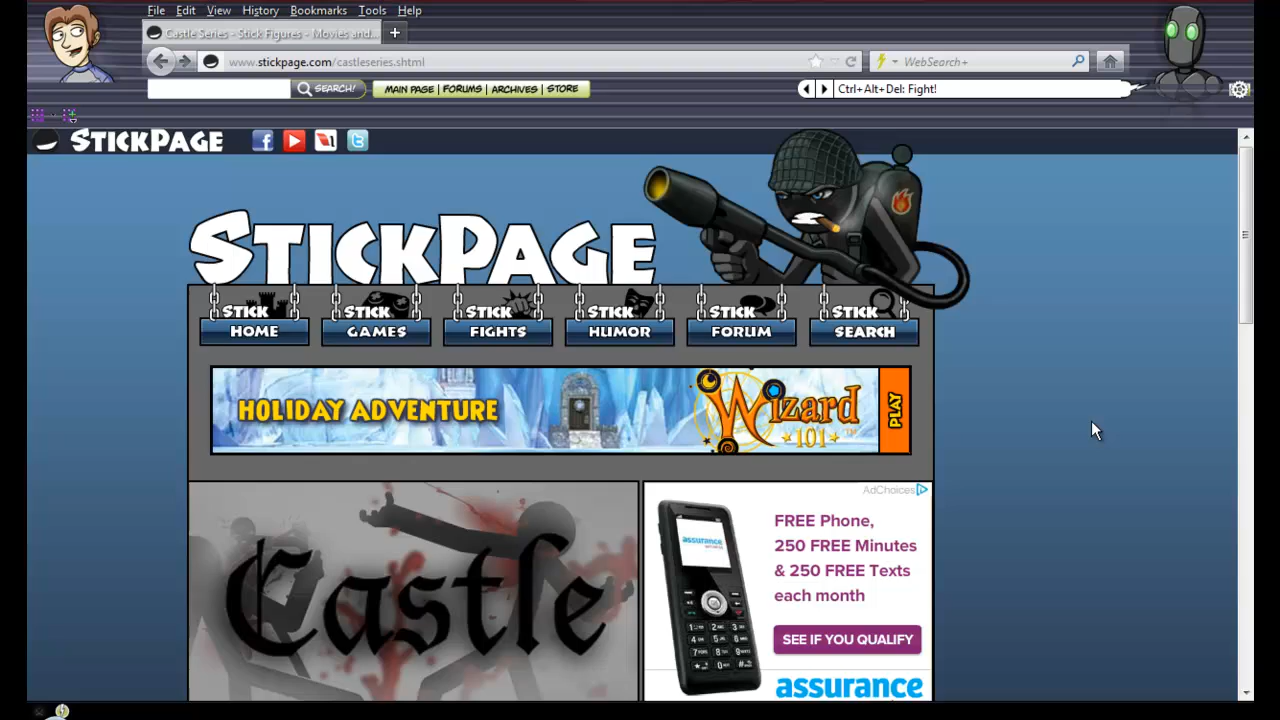 File Edit View History Bookmarks Tools Help
Castle Series - Stick Figures - Movies and... +
www.stickpage.com/castleseries.shtml WebSearch+
SEARCH! MAIN PAGE | FORUMS | ARCHIVES | STORE Ctrl+Alt+Del: Fight!
STICKPAGE
STICKPAGE
STICK HOME
STICK GAMES
STICK FIGHTS
STICK HUMOR
STICK FORUM
STICK SEARCH
HOLIDAY ADVENTURE
Wizard
101
PLAY
Castle
AdChoices
FREE Phone,
250 FREE Minutes
& 250 FREE Texts
each month
SEE IF YOU QUALIFY
assurance
assurance